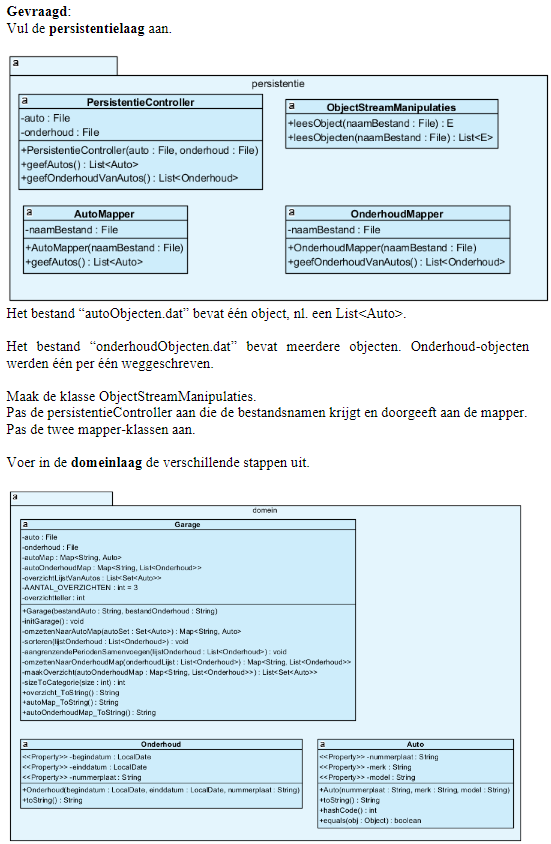 Gevraagd:
Vul de persistentielaag aan.
a
persistentie
a
PersistentieController
-auto : File
-onderhoud : File
+PersistentieController(auto : File, onderhoud : File)
+geefAutos() : List<Auto>
+geefOnderhoudVanAutos() : List<Onderhoud>
a
ObjectStreamManipulaties
+leesObject(naamBestand : File) : E
+leesObjecten(naamBestand : File) : List<E>
a
AutoMapper
-naamBestand : File
+AutoMapper(naamBestand : File)
+geefAutos() : List<Auto>
a
OnderhoudMapper
-naamBestand : File
+OnderhoudMapper(naamBestand : File)
+geefOnderhoudVanAutos() : List<Onderhoud>
Het bestand “autoObjecten.dat” bevat één object, nl. een List<Auto>.
Het bestand “onderhoudObjecten.dat” bevat meerdere objecten. Onderhoud-objecten
werden één per één weggeschreven.
Maak de klasse ObjectStreamManipulaties.
Pas de persistentieController aan die de bestandsnamen krijgt en doorgeeft aan de mapper.
Pas de twee mapper-klassen aan.
Voer in de domeinlaag de verschillende stappen uit.
a
domein
a
Garage
-auto : File
-onderhoud : File
-autoMap : Map<String, Auto>
-autoOnderhoudMap : Map<String, List<Onderhoud>>
-overzichtLijstVanAutos : List<Set<Auto>>
-AANTAL_OVERZICHTEN : int = 3
-overzichtteller : int
+Garage(bestandAuto : String, bestandOnderhoud : String)
-initGarage() : void
-omzettenNaarAutoMap(autoSet : Set<Auto>) : Map<String, Auto>
-sorteren(lijstOnderhoud : List<Onderhoud>) : void
-aangrenzendePeriodenSamenvoegen(lijstOnderhoud : List<Onderhoud>) : void
-omzettenNaarOnderhoudMap(onderhoudLijst : List<Onderhoud>) : Map<String, List<Onderhoud>>
-maakOverzicht(autoOnderhoudMap : Map<String, List<Onderhoud>>) : List<Set<Auto>>
-sizeToCategorie(size : int) : int
+overzicht_ToString() : String
+autoMap_ToString() : String
+autoOnderhoudMap_ToString() : String
a
Onderhoud
<<Property>> -begindatum : LocalDate
<<Property>> -einddatum : LocalDate
<<Property>> -nummerplaat : String
+Onderhoud(begindatum : LocalDate, einddatum : LocalDate, nummerplaat : String)
+toString() : String
a
Auto
<<Property>> -nummerplaat : String
<<Property>> -merk : String
<<Property>> -model : String
+Auto(nummerplaat : String, merk : String, model : String)
+toString() : String
+hashCode() : int
+equals(obj : Object) : boolean